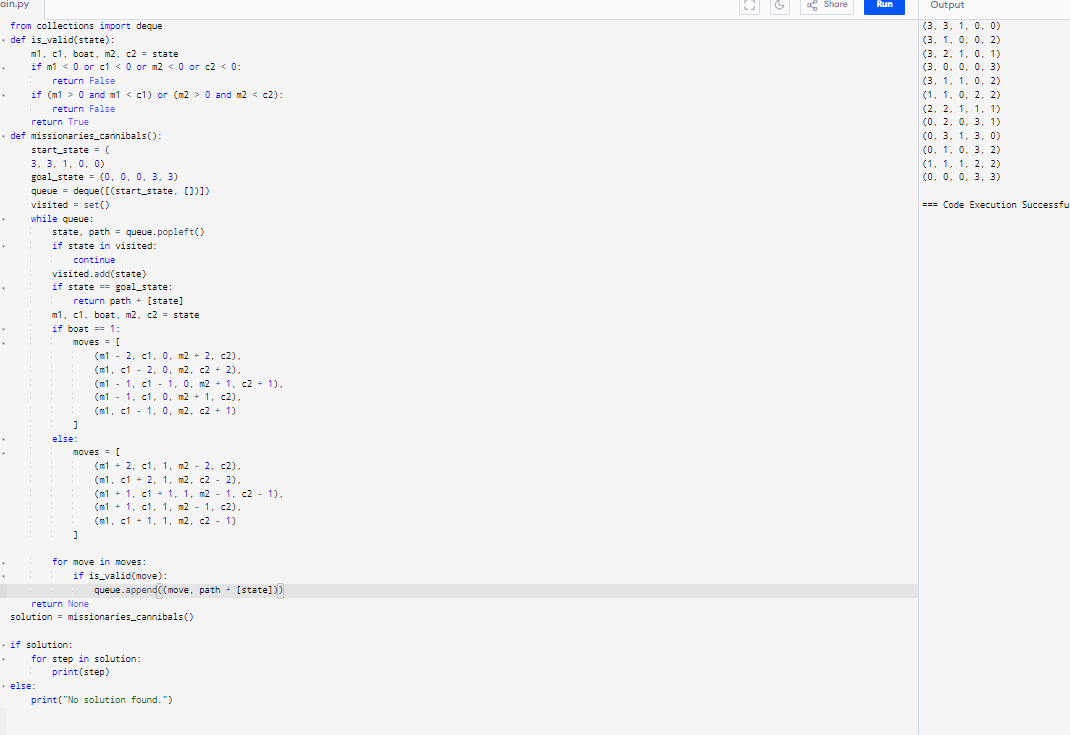 ain.py
Share
Run
Output
from collections import deque
def is_valid(state):
    m1, c1, boat, m2, c2 = state
    if m1 < 0 or c1 < 0 or m2 < 0 or c2 < 0:
        return False
    if (m1 > 0 and m1 < c1) or (m2 > 0 and m2 < c2):
        return False
    return True
def missionaries_cannibals():
    start_state = (
    3, 3, 1, 0, 0)
    goal_state = (0, 0, 0, 3, 3)
    queue = deque([(start_state, [])])
    visited = set()
    while queue:
        state, path = queue.popleft()
        if state in visited:
            continue
        visited.add(state)
        if state == goal_state:
            return path + [state]
        m1, c1, boat, m2, c2 = state
        if boat == 1:
            moves = [
                (m1 - 2, c1, 0, m2 + 2, c2),
                (m1, c1 - 2, 0, m2, c2 + 2),
                (m1 - 1, c1 - 1, 0, m2 + 1, c2 + 1),
                (m1 - 1, c1, 0, m2 + 1, c2),
                (m1, c1 - 1, 0, m2, c2 + 1)
            ]
        else:
            moves = [
                (m1 + 2, c1, 1, m2 - 2, c2),
                (m1, c1 + 2, 1, m2, c2 - 2),
                (m1 + 1, c1 + 1, 1, m2 - 1, c2 - 1),
                (m1 + 1, c1, 1, m2 - 1, c2),
                (m1, c1 + 1, 1, m2, c2 - 1)
            ]
        for move in moves:
            if is_valid(move):
                queue.append((move, path + [state]))
    return None
solution = missionaries_cannibals()
if solution:
    for step in solution:
        print(step)
else:
    print("No solution found.")
(3, 3, 1, 0, 0)
(3, 1, 0, 0, 2)
(3, 2, 1, 0, 1)
(3, 0, 0, 0, 3)
(3, 1, 1, 0, 2)
(1, 1, 0, 2, 2)
(2, 2, 1, 1, 1)
(0, 2, 0, 3, 1)
(0, 3, 1, 3, 0)
(0, 1, 0, 3, 2)
(1, 1, 1, 2, 2)
(0, 0, 0, 3, 3)
=== Code Execution Successfu